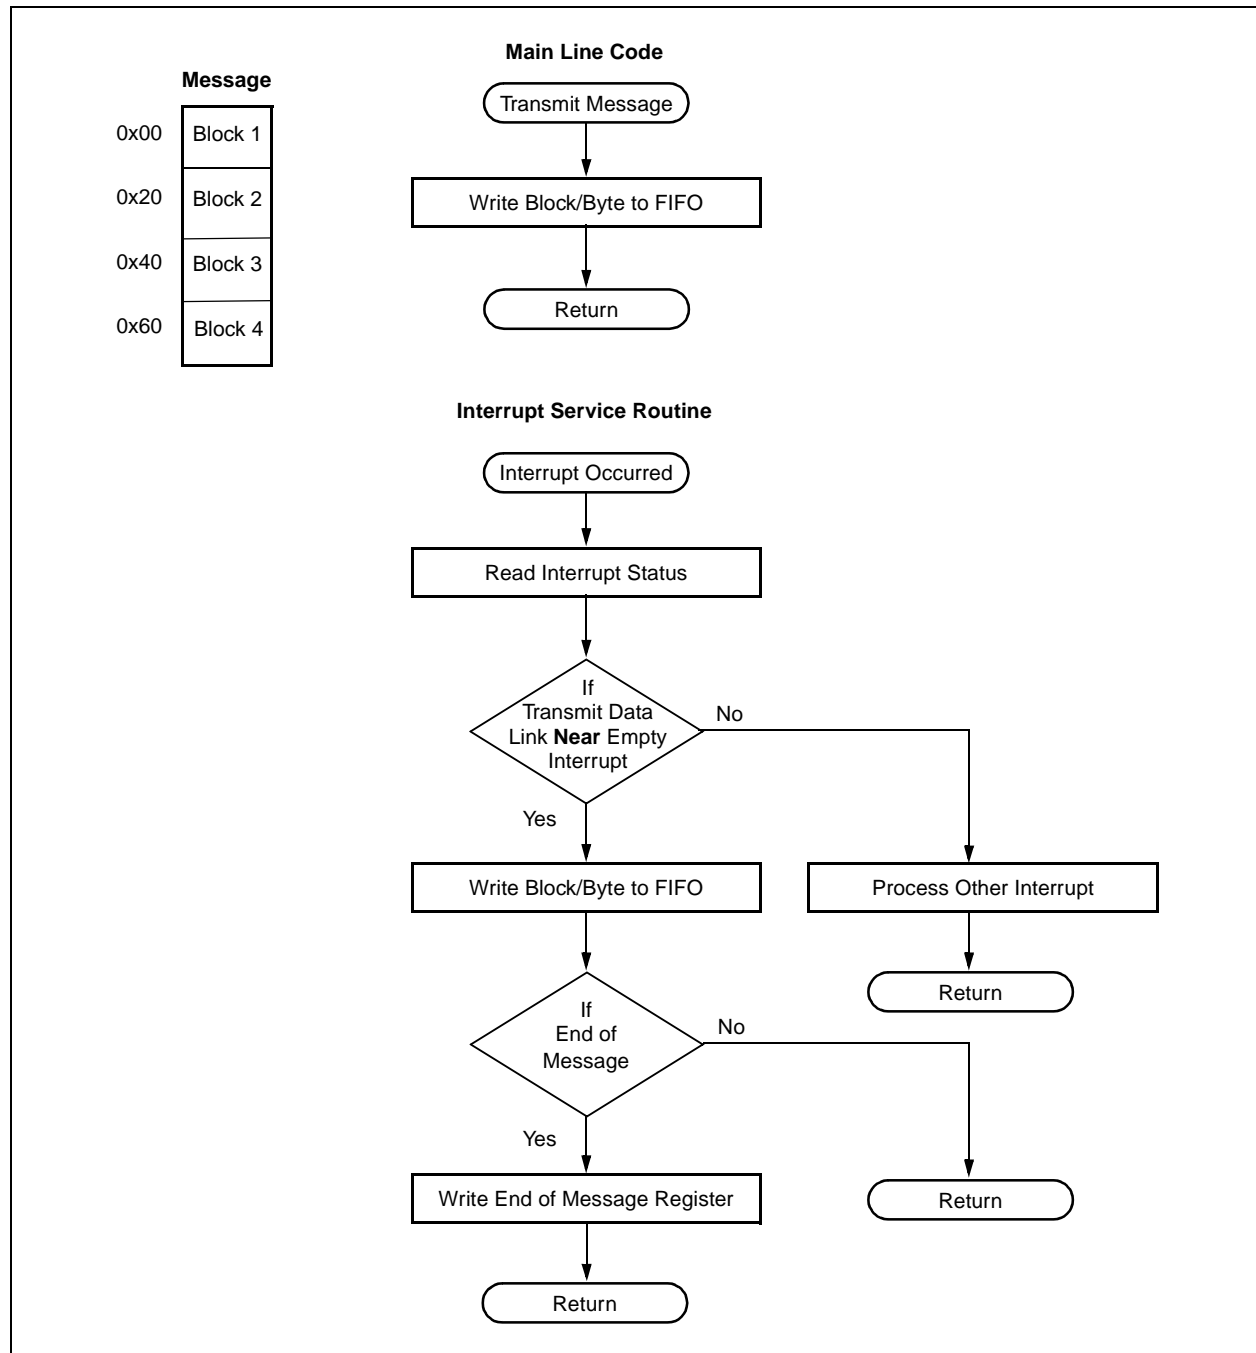 Main Line Code
Message
Transmit Message
0x00
Block 1
0x20
Block 2
Write Block/Byte to FIFO
0x40
Block 3
0x60
Block 4
Return
Interrupt Service Routine
Interrupt Occurred
Read Interrupt Status
If
Transmit Data
Link Near Empty
Interrupt
No
Yes
Write Block/Byte to FIFO
Process Other Interrupt
Return
If
End of
Message
No
Yes
Write End of Message Register
Return
Return